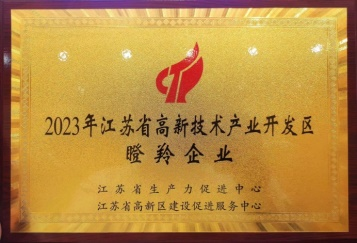 2023年江苏省高新技术产业开发区
瞪羚企业
江苏省生产力促进中心
江苏省高新区建设促进服务中心